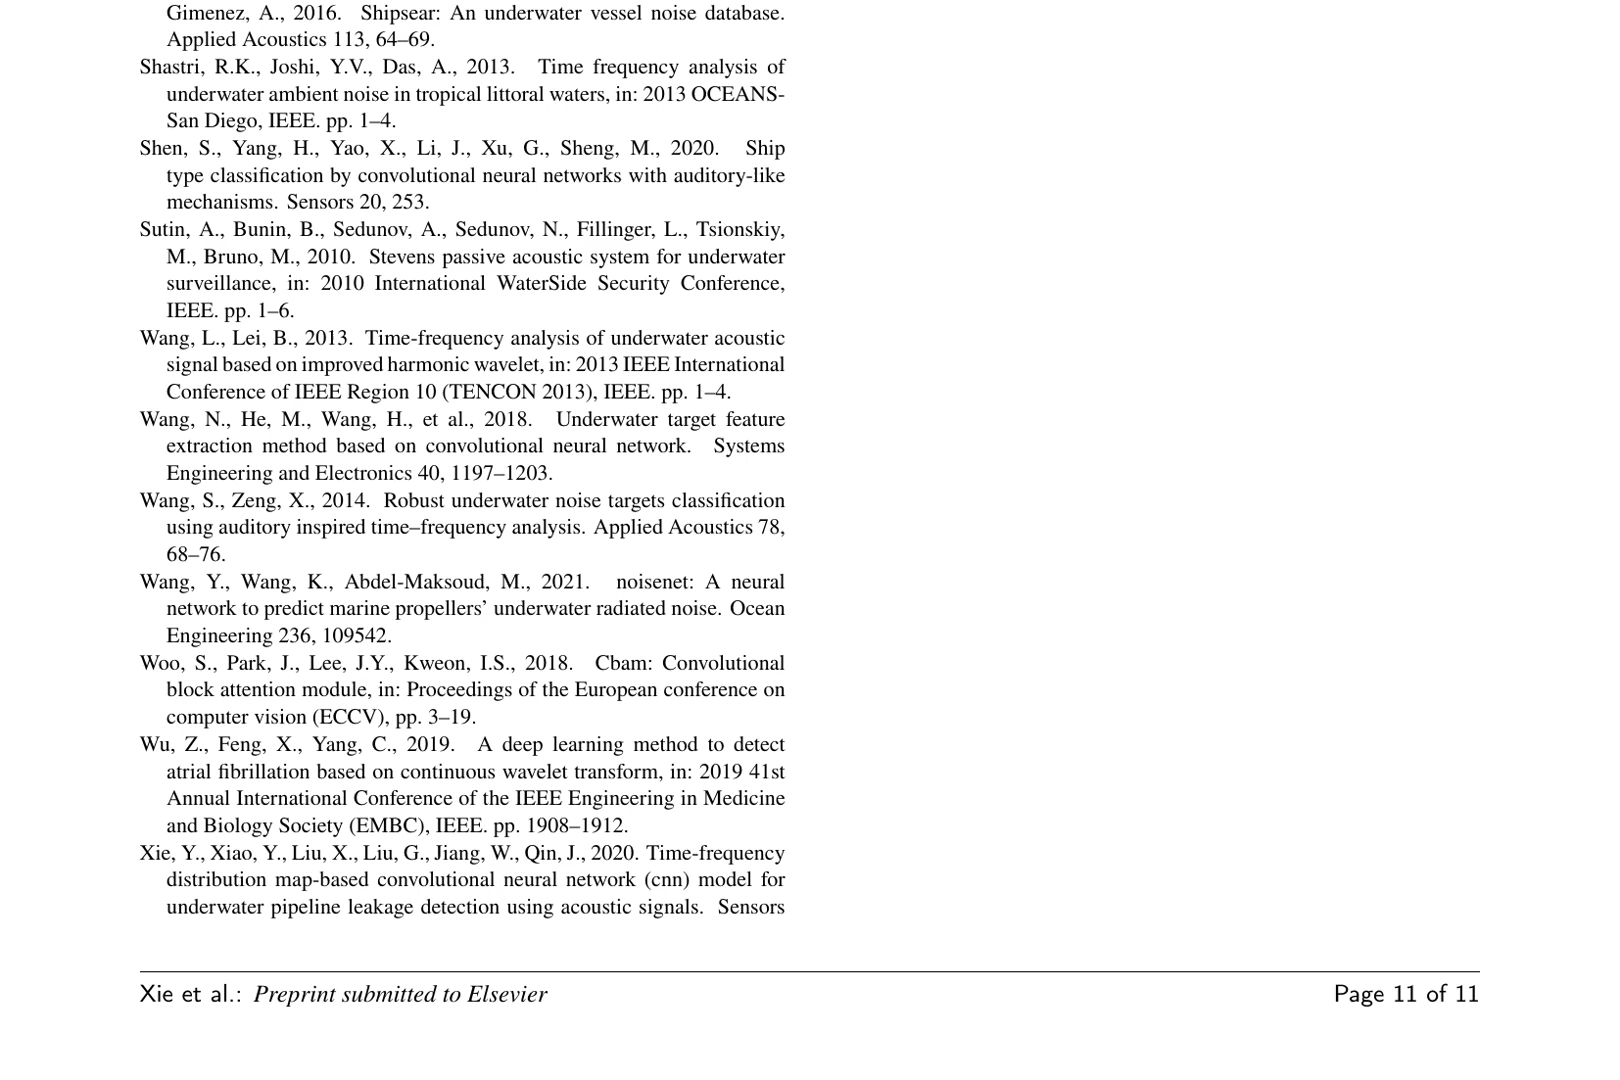 Gimenez, A., 2016. Shipsear: An underwater vessel noise database.
Applied Acoustics 113, 64–69.
Shastri, R.K., Joshi, Y.V., Das, A., 2013. Time frequency analysis of
underwater ambient noise in tropical littoral waters, in: 2013 OCEANS-
San Diego, IEEE. pp. 1–4.
Shen, S., Yang, H., Yao, X., Li, J., Xu, G., Sheng, M., 2020. Ship
type classification by convolutional neural networks with auditory-like
mechanisms. Sensors 20, 253.
Sutin, A., Bunin, B., Sedunov, A., Sedunov, N., Fillinger, L., Tsionskiy,
M., Bruno, M., 2010. Stevens passive acoustic system for underwater
surveillance, in: 2010 International WaterSide Security Conference,
IEEE. pp. 1–6.
Wang, L., Lei, B., 2013. Time-frequency analysis of underwater acoustic
signal based on improved harmonic wavelet, in: 2013 IEEE International
Conference of IEEE Region 10 (TENCON 2013), IEEE. pp. 1–4.
Wang, N., He, M., Wang, H., et al., 2018. Underwater target feature
extraction method based on convolutional neural network. Systems
Engineering and Electronics 40, 1197–1203.
Wang, S., Zeng, X., 2014. Robust underwater noise targets classification
using auditory inspired time–frequency analysis. Applied Acoustics 78,
68–76.
Wang, Y., Wang, K., Abdel-Maksoud, M., 2021. noisenet: A neural
network to predict marine propellers’ underwater radiated noise. Ocean
Engineering 236, 109542.
Woo, S., Park, J., Lee, J.Y., Kweon, I.S., 2018. Cbam: Convolutional
block attention module, in: Proceedings of the European conference on
computer vision (ECCV), pp. 3–19.
Wu, Z., Feng, X., Yang, C., 2019. A deep learning method to detect
atrial fibrillation based on continuous wavelet transform, in: 2019 41st
Annual International Conference of the IEEE Engineering in Medicine
and Biology Society (EMBC), IEEE. pp. 1908–1912.
Xie, Y., Xiao, Y., Liu, X., Liu, G., Jiang, W., Qin, J., 2020. Time-frequency
distribution map-based convolutional neural network (cnn) model for
underwater pipeline leakage detection using acoustic signals. Sensors
Xie et al.: Preprint submitted to Elsevier
Page 11 of 11